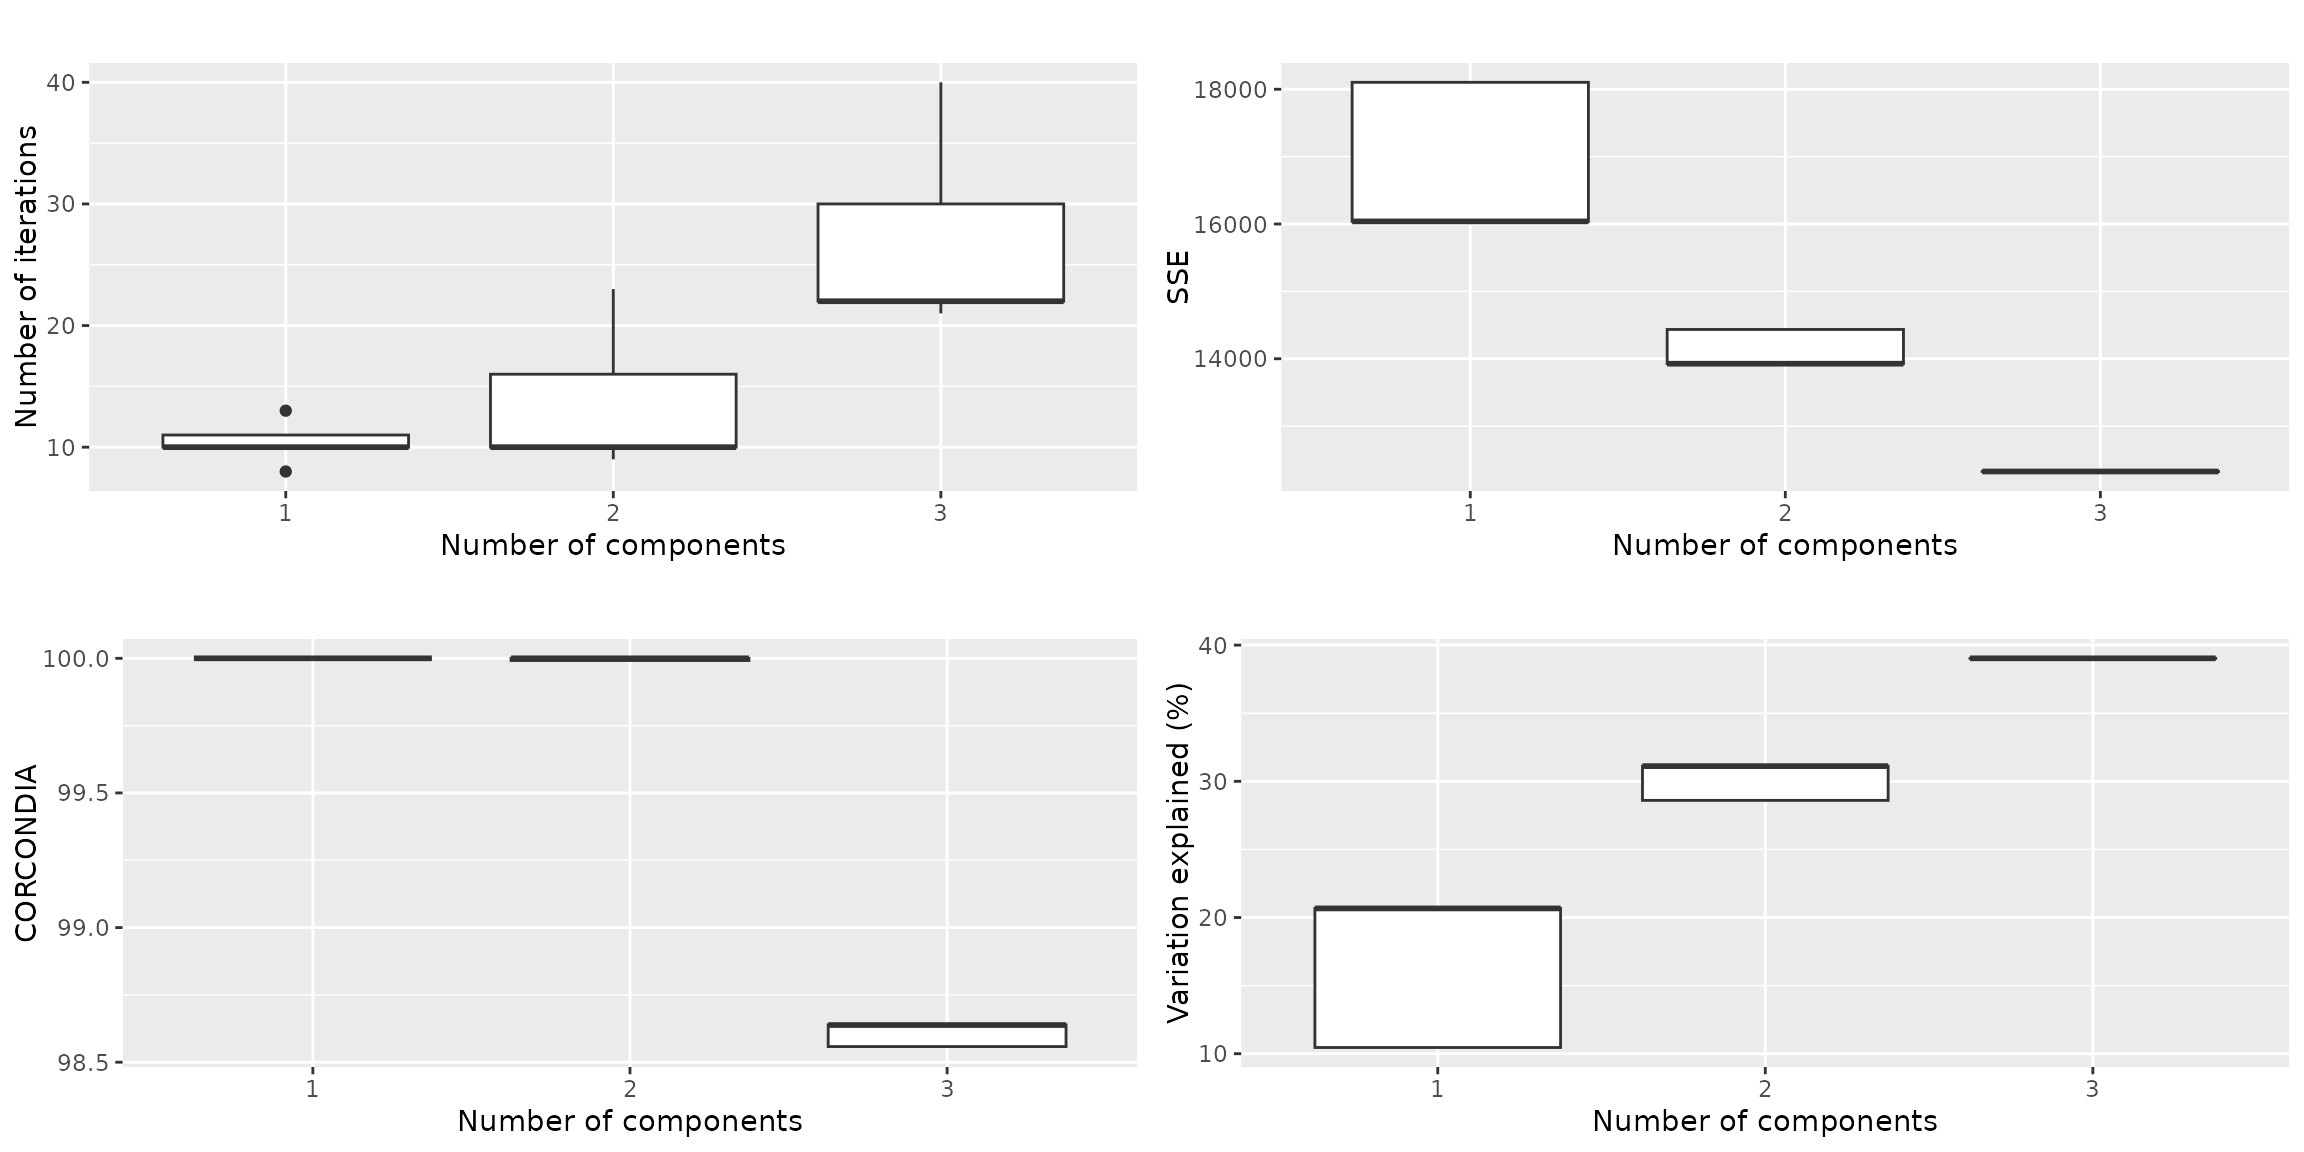 Number of iterations
40
30
20
10
1 2 3
Number of components
SSE
18000
16000
14000
1 2 3
Number of components
CORCONDIA
100.0
99.5
99.0
98.5
1 2 3
Number of components
Variation explained (%)
40
30
20
10
1 2 3
Number of components